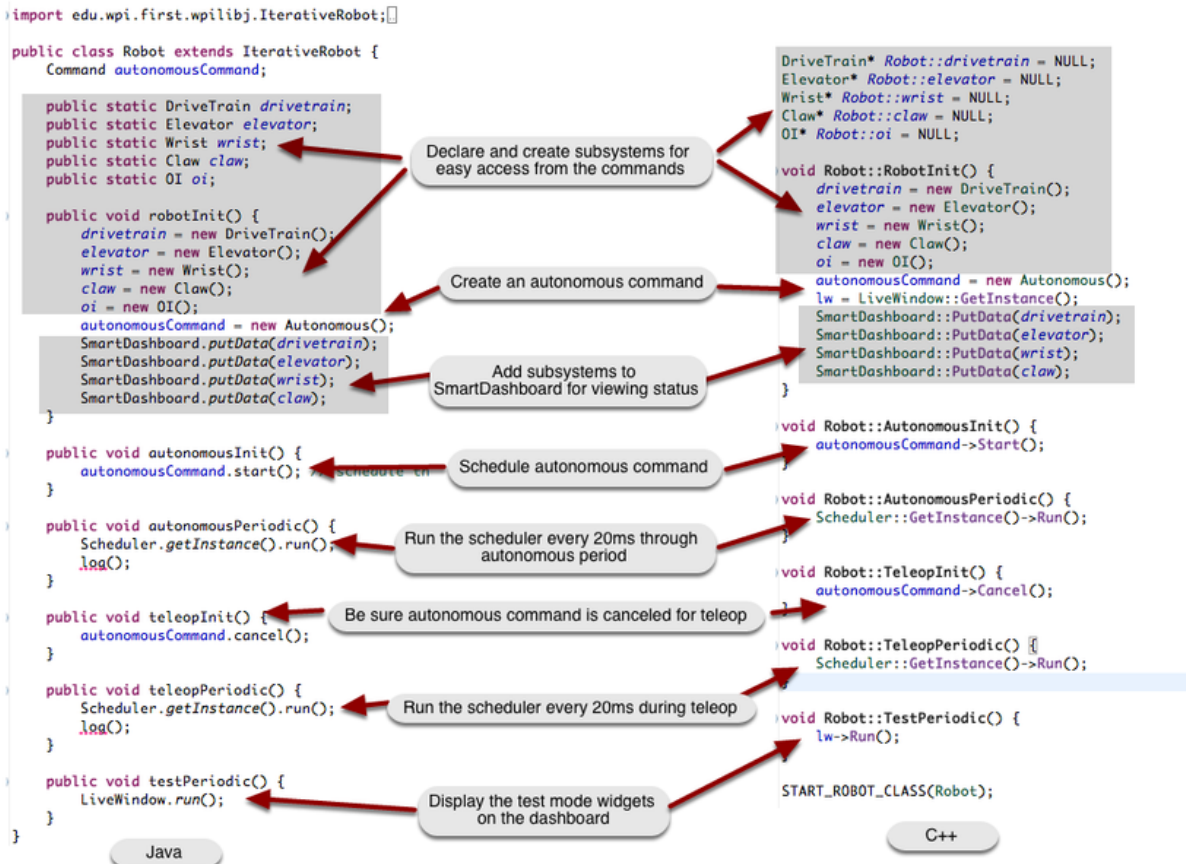 import edu.wpi.first.wpilibj.IterativeRobot;
public class Robot extends IterativeRobot {
Command autonomousCommand;
public static DriveTrain drivetrain;
public static Elevator elevator;
public static Wrist wrist;
public static Claw claw;
public static OI oi;
public void robotInit() {
drivetrain = new DriveTrain();
elevator = new Elevator();
wrist = new Wrist();
claw = new Claw();
oi = new OI();
autonomousCommand = new Autonomous();
SmartDashboard.putData(drivetrain);
SmartDashboard.putData(elevator);
SmartDashboard.putData(wrist);
SmartDashboard.putData(claw);
}
public void autonomousInit() {
autonomousCommand.start(); // schedule th
}
public void autonomousPeriodic() {
Scheduler.getInstance().run();
log();
}
public void teleopInit() {
autonomousCommand.cancel();
}
public void teleopPeriodic() {
Scheduler.getInstance().run();
log();
}
public void testPeriodic() {
LiveWindow.run();
}
}
Java
Declare and create subsystems for
easy access from the commands
Create an autonomous command
Add subsystems to
SmartDashboard for viewing status
Schedule autonomous command
Run the scheduler every 20ms through
autonomous period
Be sure autonomous command is canceled for teleop
Run the scheduler every 20ms during teleop
Display the test mode widgets
on the dashboard
DriveTrain* Robot::drivetrain = NULL;
Elevator* Robot::elevator = NULL;
Wrist* Robot::wrist = NULL;
Claw* Robot::claw = NULL;
OI* Robot::oi = NULL;
void Robot::RobotInit() {
drivetrain = new DriveTrain();
elevator = new Elevator();
wrist = new Wrist();
claw = new Claw();
oi = new OI();
autonomousCommand = new Autonomous();
lw = LiveWindow::GetInstance();
SmartDashboard::PutData(drivetrain);
SmartDashboard::PutData(elevator);
SmartDashboard::PutData(wrist);
SmartDashboard::PutData(claw);
}
void Robot::AutonomousInit() {
autonomousCommand->Start();
}
void Robot::AutonomousPeriodic() {
Scheduler::GetInstance()->Run();
}
void Robot::TeleopInit() {
autonomousCommand->Cancel();
}
void Robot::TeleopPeriodic() {
Scheduler::GetInstance()->Run();
}
void Robot::TestPeriodic() {
lw->Run();
}
START_ROBOT_CLASS(Robot);
C++